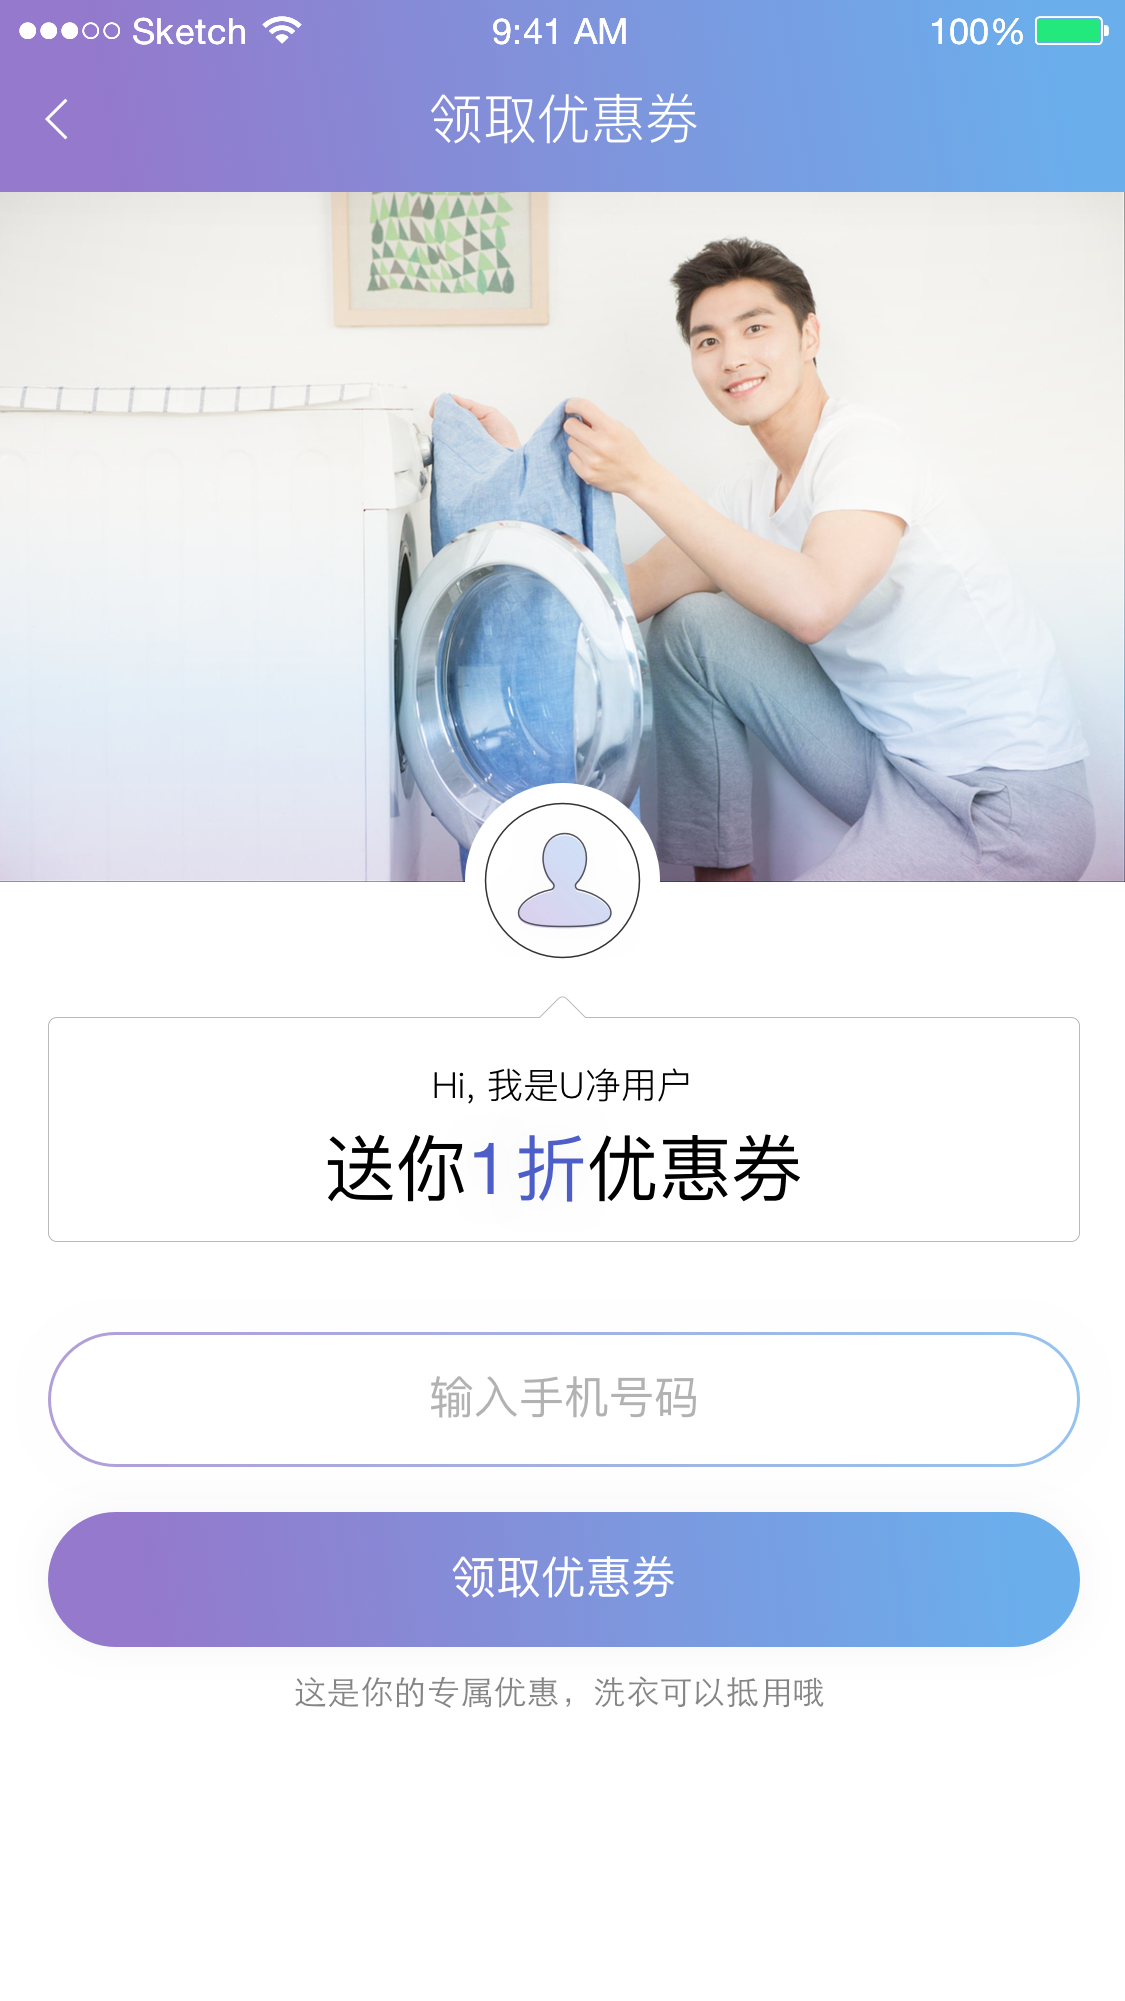 Sketch 9:41 AM 100%
领取优惠券
Hi, 我是U净用户
送你1折优惠券
输入手机号码
领取优惠券
这是你的专属优惠，洗衣可以抵用哦